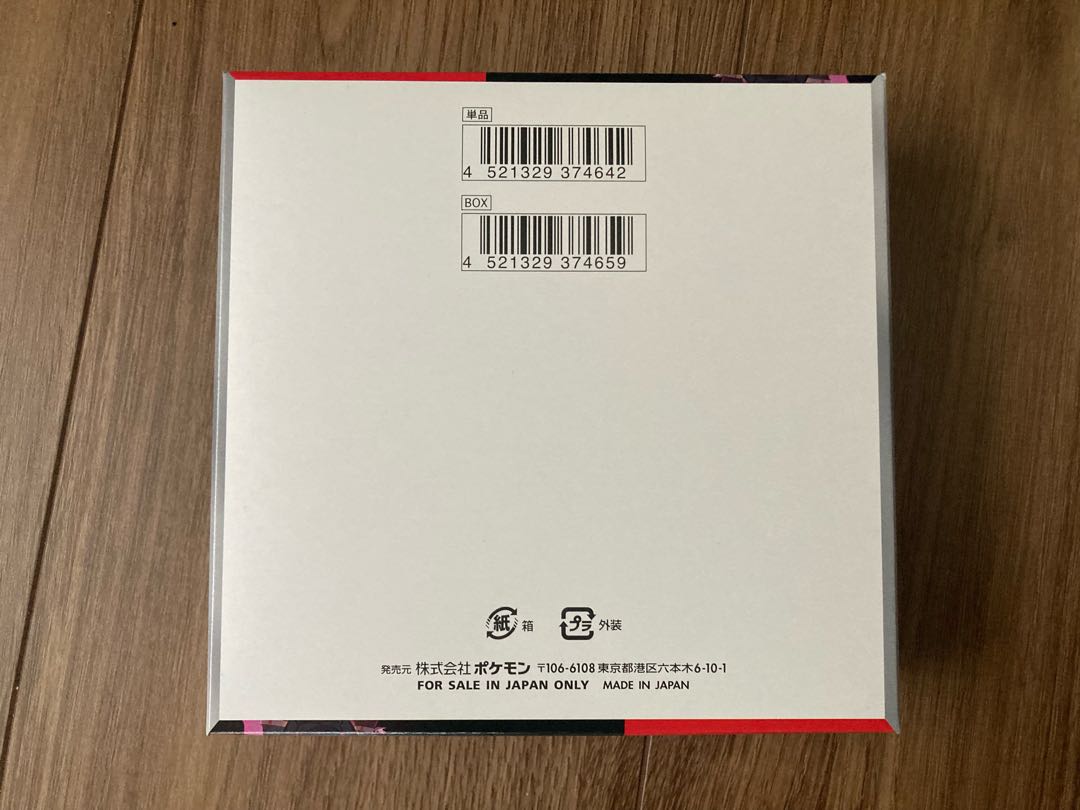 単品
4 521329 374642
BOX
4 521329 374659
紙 箱 プラ 外装
発売元 株式会社 ポケモン 〒106-6108 東京都港区六本木6-10-1
FOR SALE IN JAPAN ONLY MADE IN JAPAN